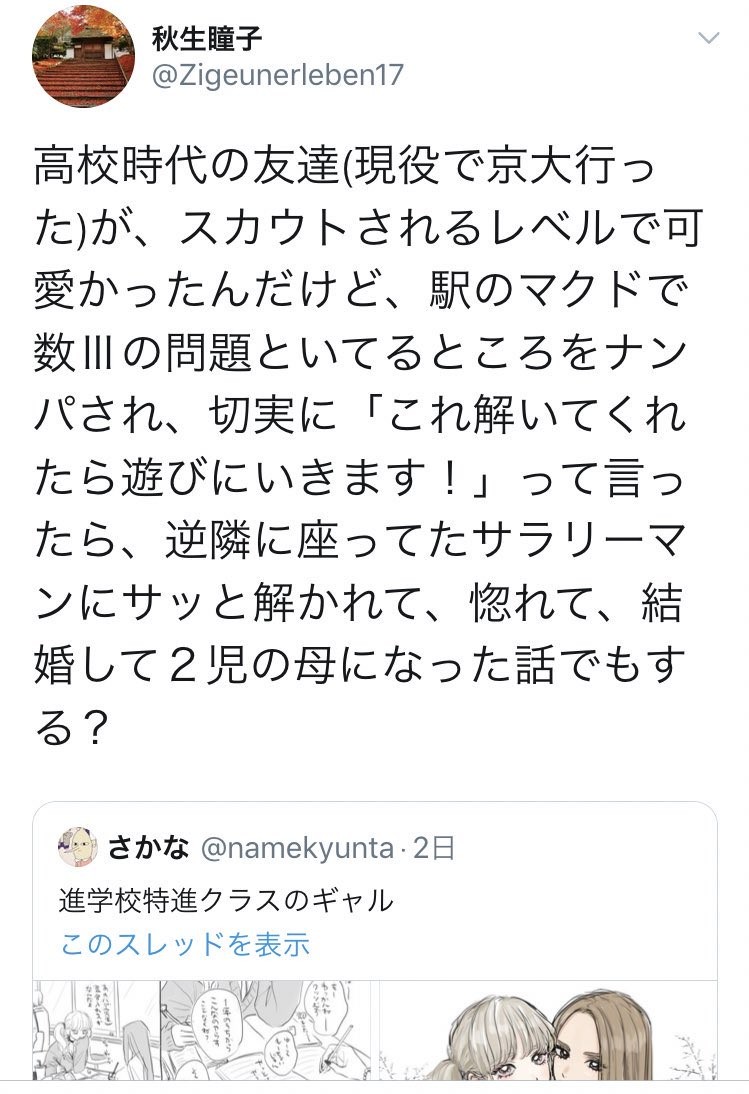 秋生瞳子
@Zigeunerleben17
高校時代の友達(現役で京大行っ
た)が、スカウトされるレベルで可
愛かったんだけど、駅のマクドで
数Ⅲの問題といてるところをナン
パされ、切実に「これ解いてくれ
たら遊びにいきます！」って言っ
たら、逆隣に座ってたサラリーマ
ンにサッと解かれて、惚れて、結
婚して２児の母になった話でもす
る？
さかな @namekyunta · 2日
進学校特進クラスのギャル
このスレッドを表示